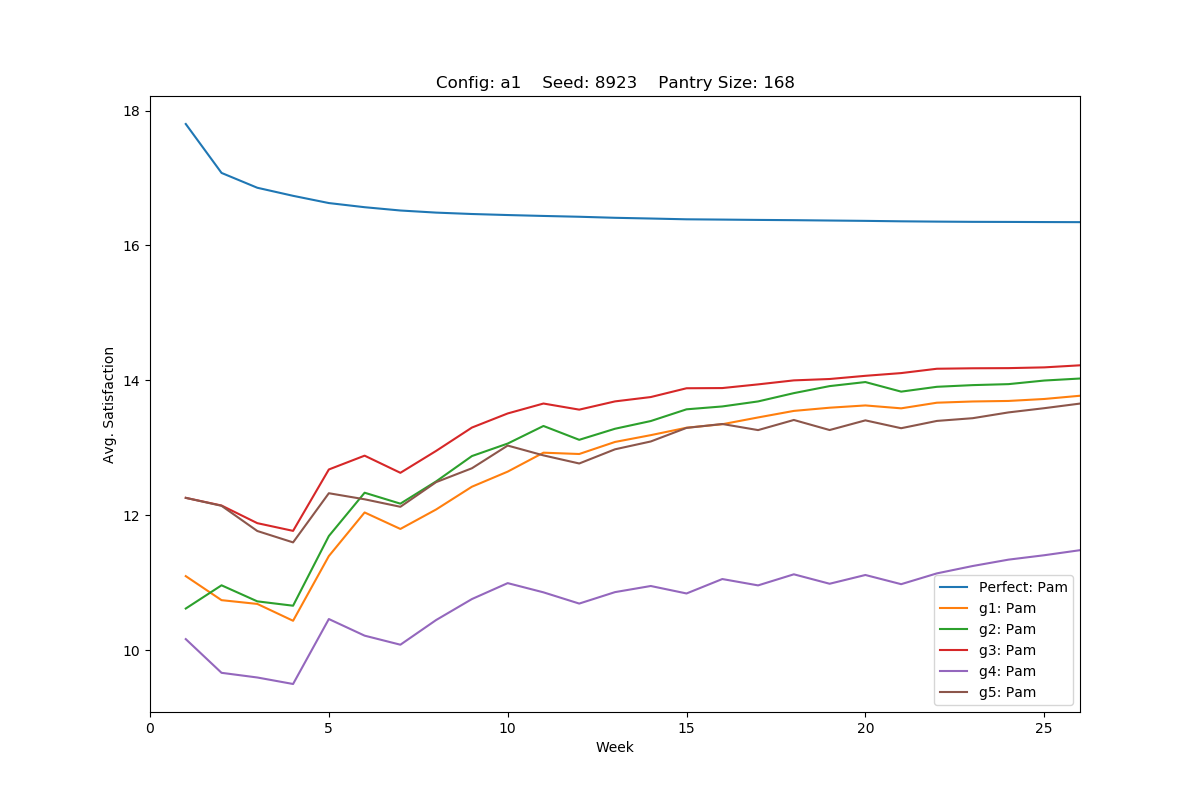 Config: a1    Seed: 8923    Pantry Size: 168
18
16
14
12
10
Avg. Satisfaction
0
5
10
15
20
25
Week
Perfect: Pam
g1: Pam
g2: Pam
g3: Pam
g4: Pam
g5: Pam